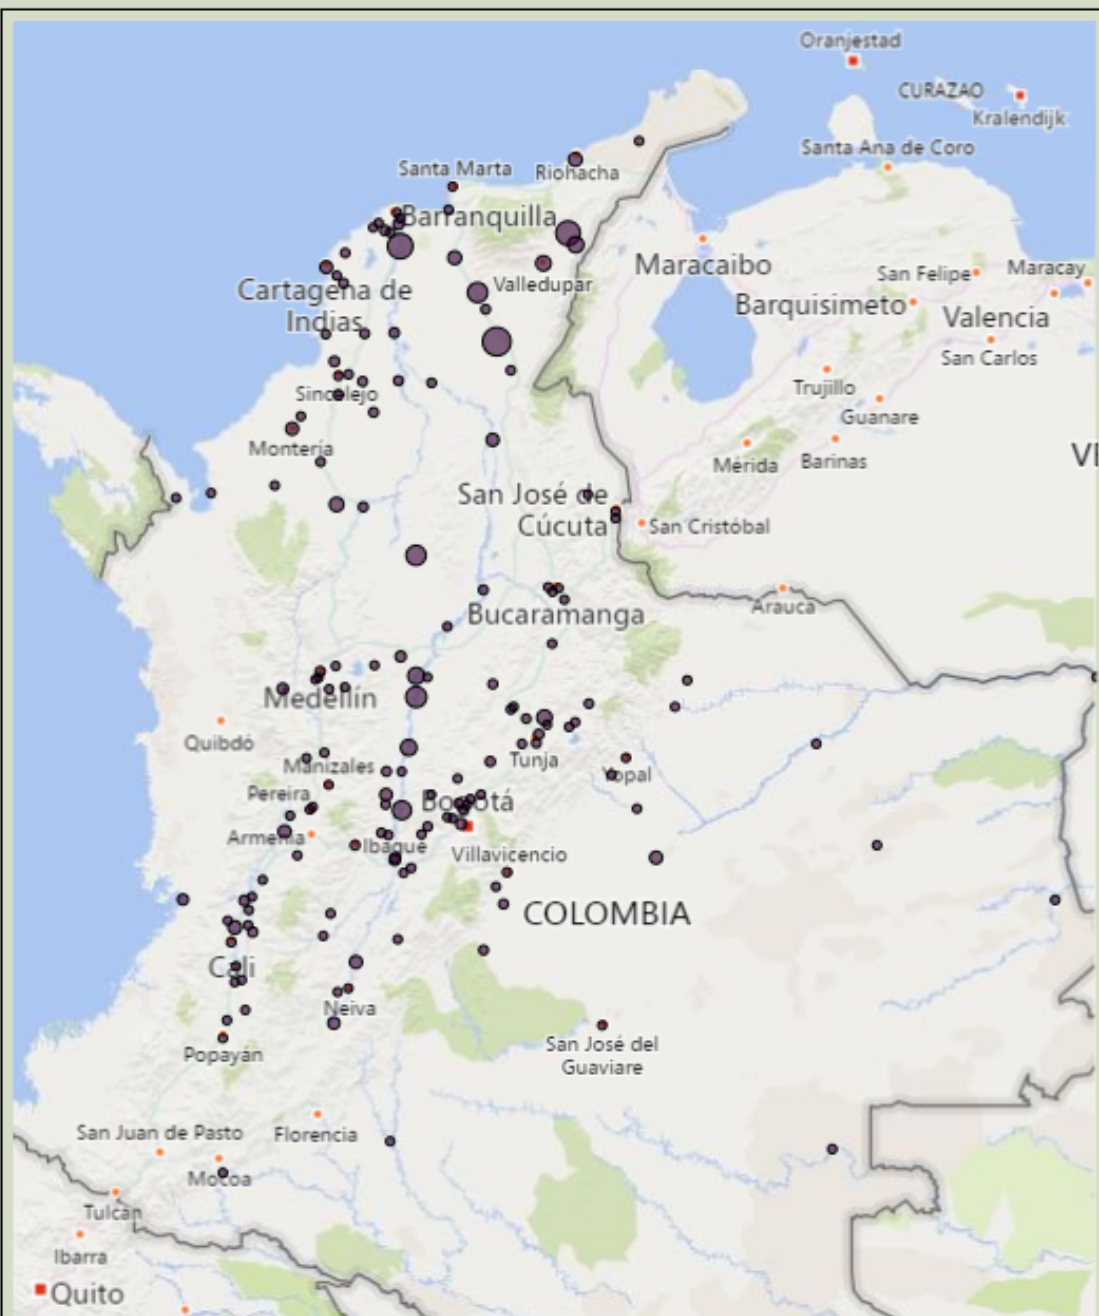 Oranjestad
CURAZAO
Kralendijk
Santa Ana de Coro
Santa Marta
Riohacha
Barranquilla
Maracaibo
San Felipe
Maracay
Valledupar
Cartagena de
Indias
Barquisimeto
Valencia
San Carlos
Trujillo
Sincelejo
Guanare
Montería
Mérida
Barinas
VE
San José de
Cúcuta
San Cristóbal
Arauca
Bucaramanga
Medellín
Quibdó
Tunja
Manizales
Yopal
Pereira
Bogotá
Armenia
Ibagué
Villavicencio
COLOMBIA
Cali
Neiva
San José del
Guaviare
Popayán
San Juan de Pasto
Florencia
Mocoa
Tulcán
Ibarra
Quito